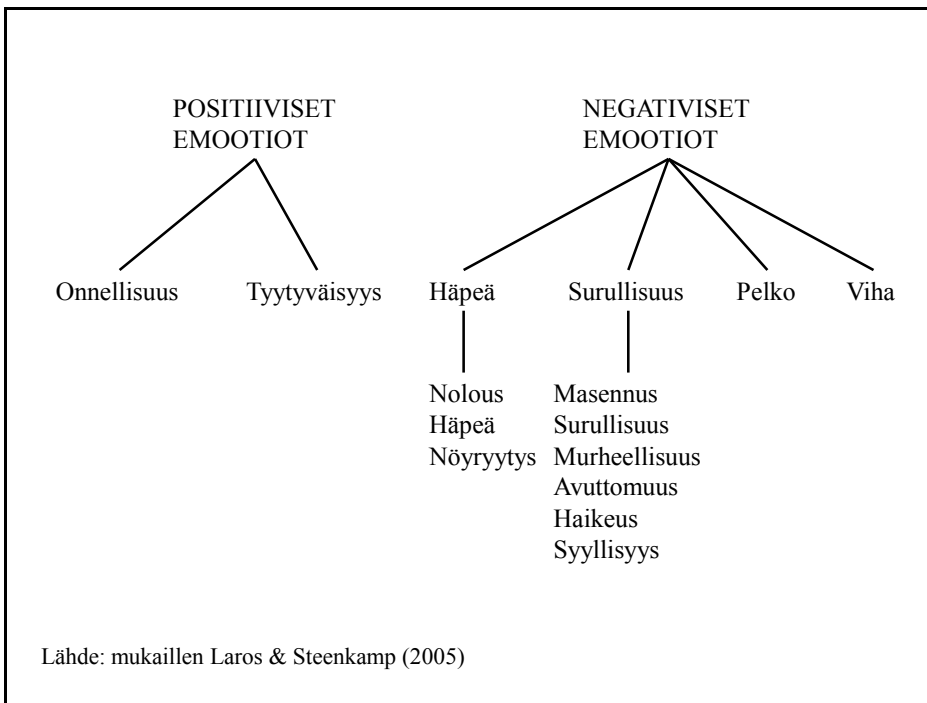 POSITIIVISET
EMOOTIOT
NEGATIVISET
EMOOTIOT
Onnellisuus
Tyytyväisyys
Häpeä
Surullisuus
Pelko
Viha
Nolous
Häpeä
Nöyryytys
Masennus
Surullisuus
Murheellisuus
Avuttomuus
Haikeus
Syyllisyys
Lähde: mukaillen Laros & Steenkamp (2005)